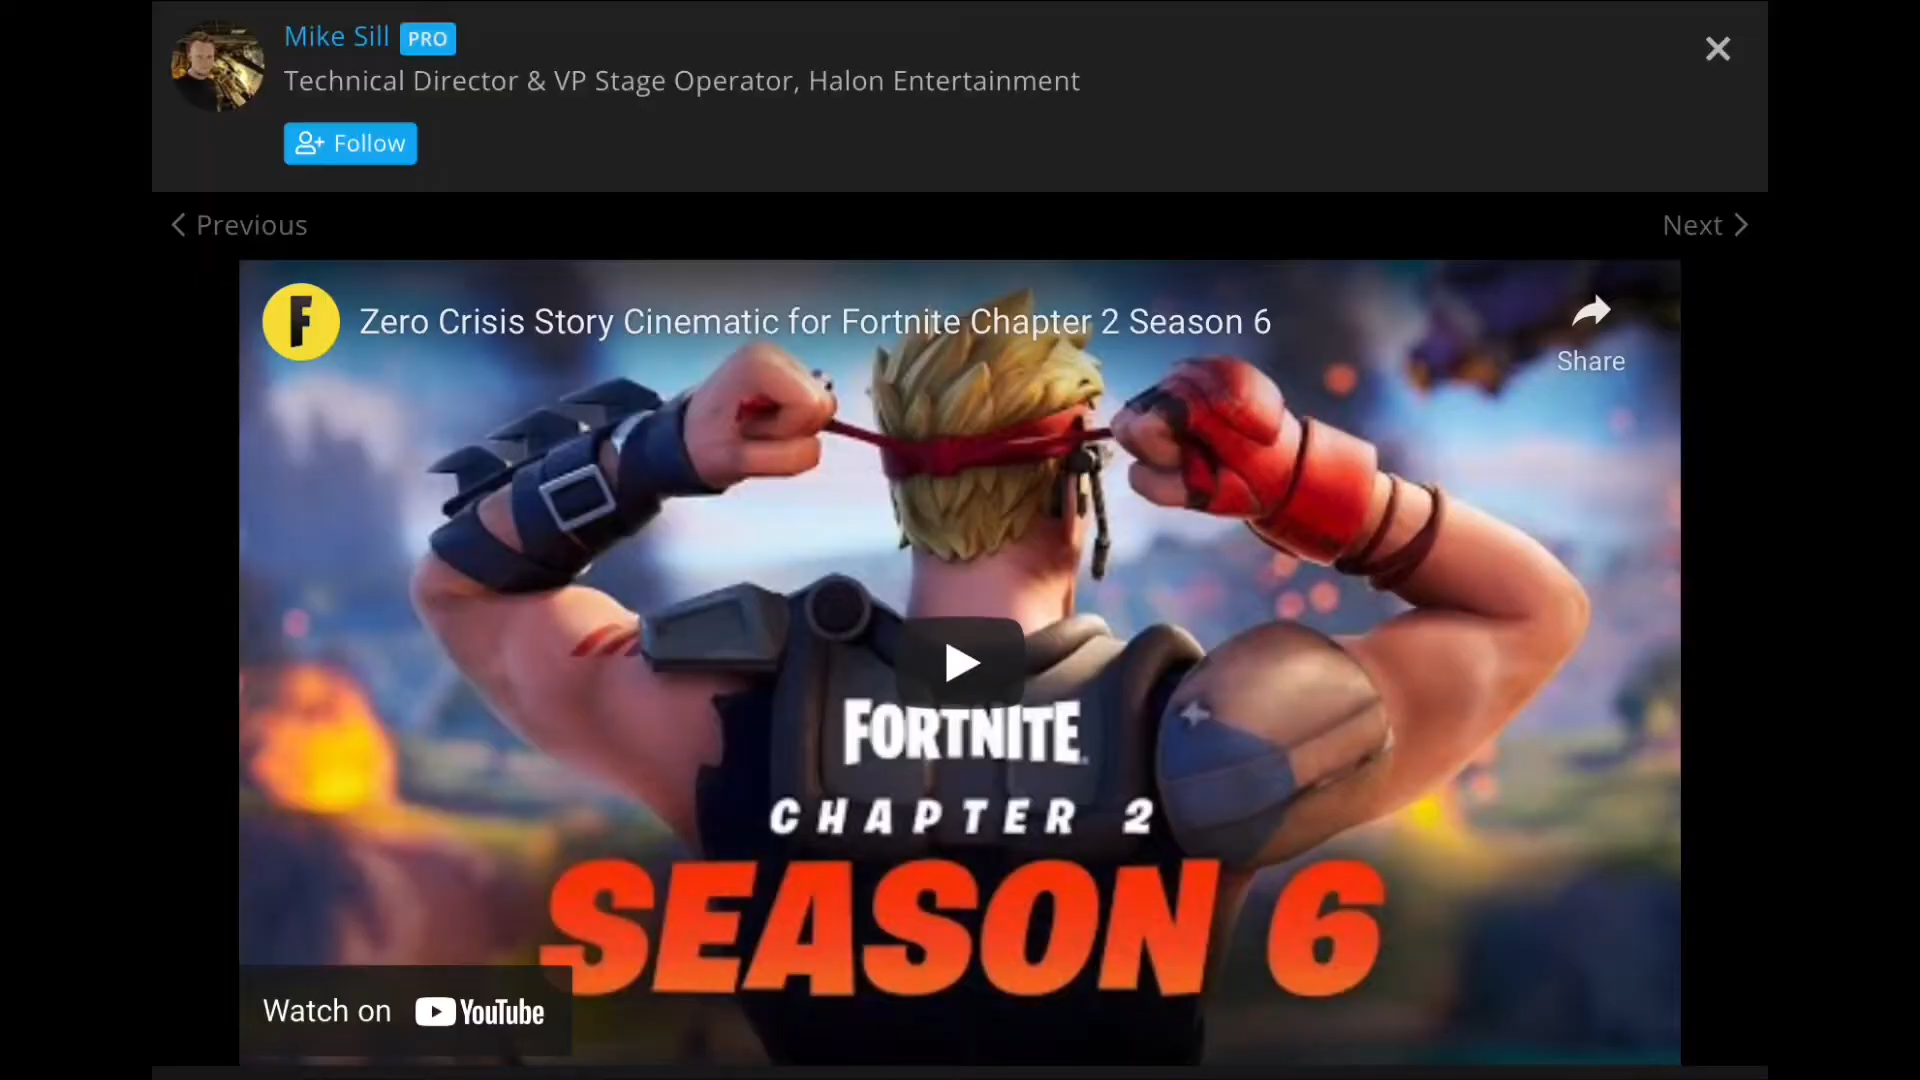 Mike Sill PRO
Technical Director & VP Stage Operator, Halon Entertainment
Follow
Previous
Next
F
Zero Crisis Story Cinematic for Fortnite Chapter 2 Season 6
Share
FORTNITE
CHAPTER 2
SEASON 6
Watch on YouTube